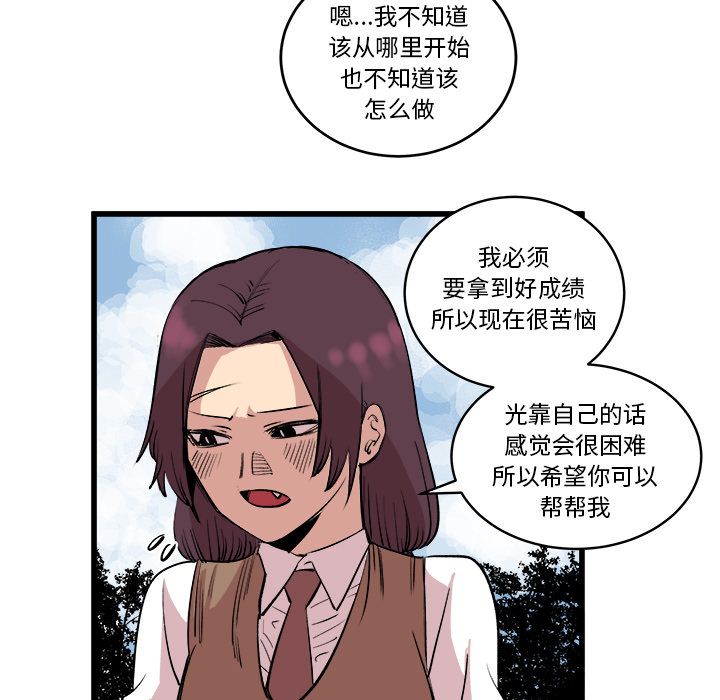 嗯...我不知道
该从哪里开始
也不知道该
怎么做
我必须
要拿到好成绩
所以现在很苦恼
光靠自己的话
感觉会很困难
所以希望你可以
帮帮我